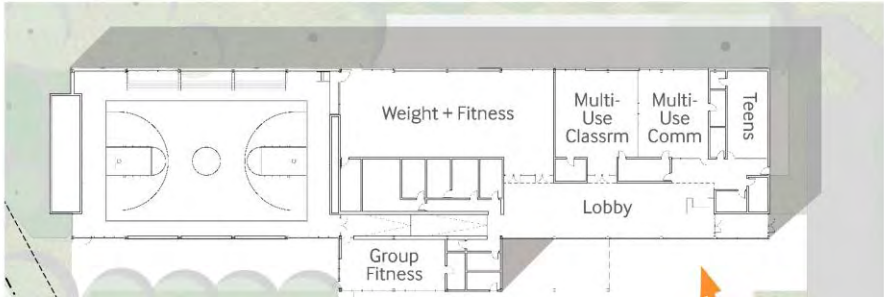 Weight + Fitness
Multi-
Use
Classrm
Multi-
Use
Comm
Teens
Lobby
Group
Fitness